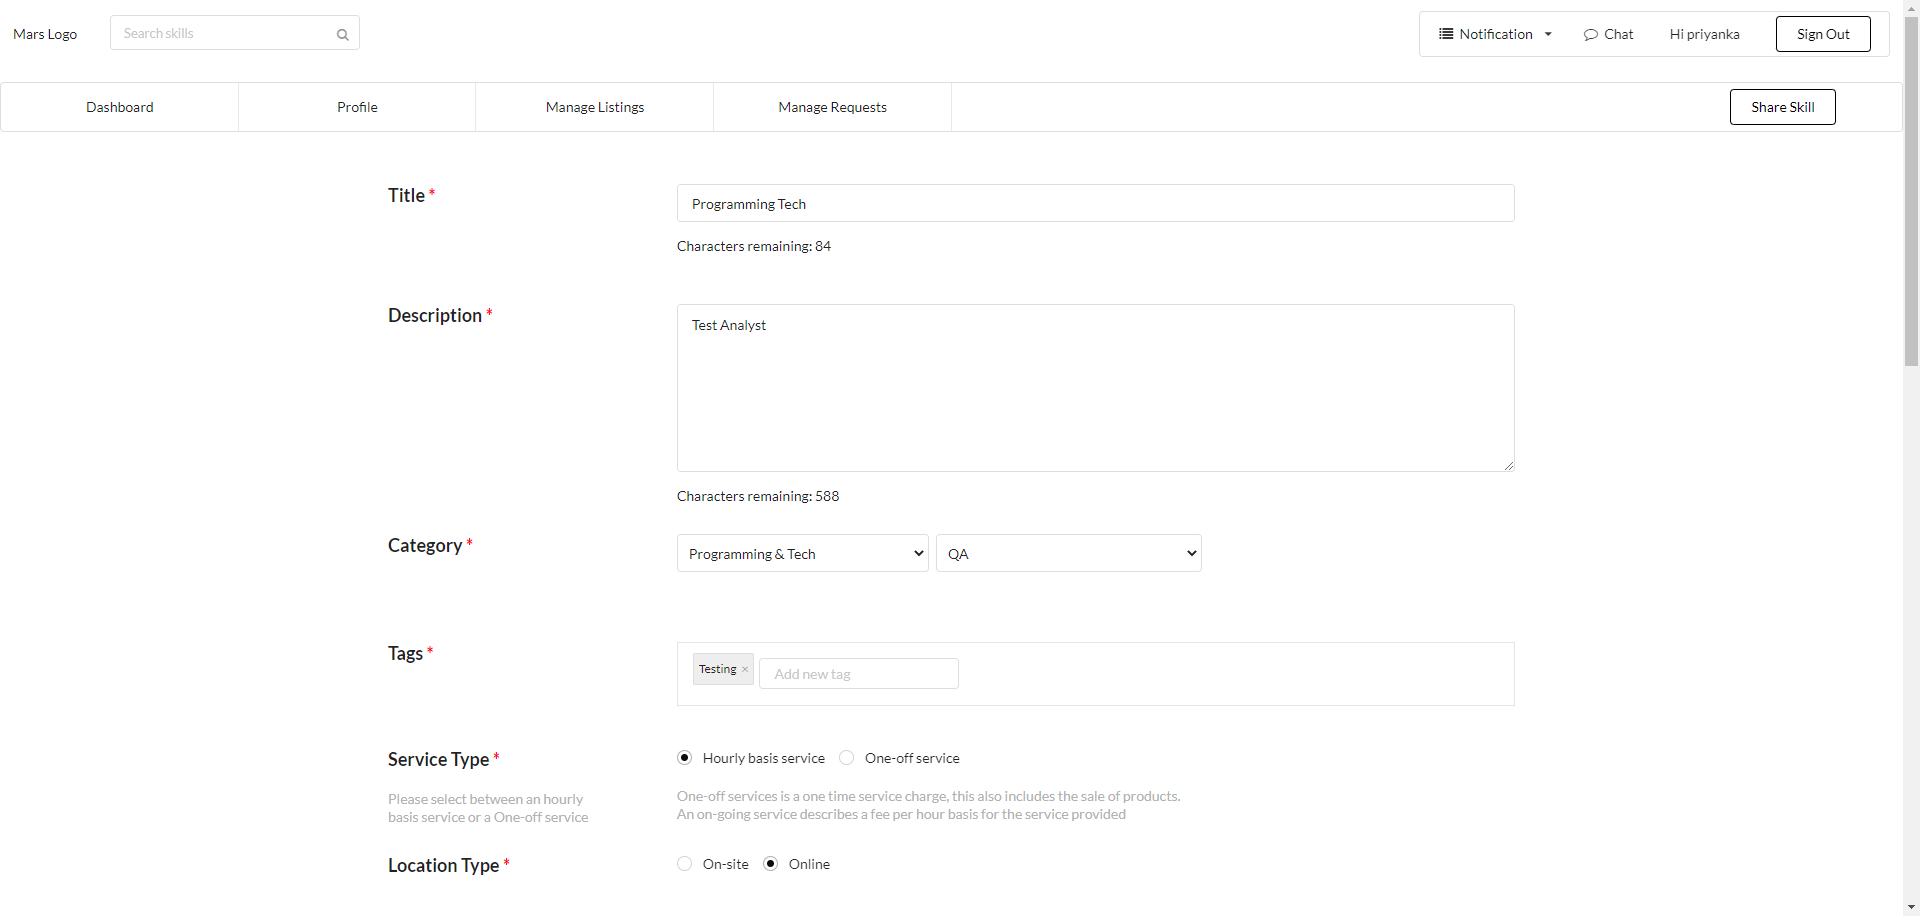 Mars Logo
Search skills
Notification
Chat
Hi priyanka
Sign Out
Dashboard
Profile
Manage Listings
Manage Requests
Share Skill
Title *
Programming Tech
Characters remaining: 84
Description *
Test Analyst
Characters remaining: 588
Category *
Programming & Tech
QA
Tags *
Testing ×
Add new tag
Service Type *
Hourly basis service
One-off service
Please select between an hourly
basis service or a One-off service
One-off services is a one time service charge, this also includes the sale of products.
An on-going service describes a fee per hour basis for the service provided
Location Type *
On-site
Online